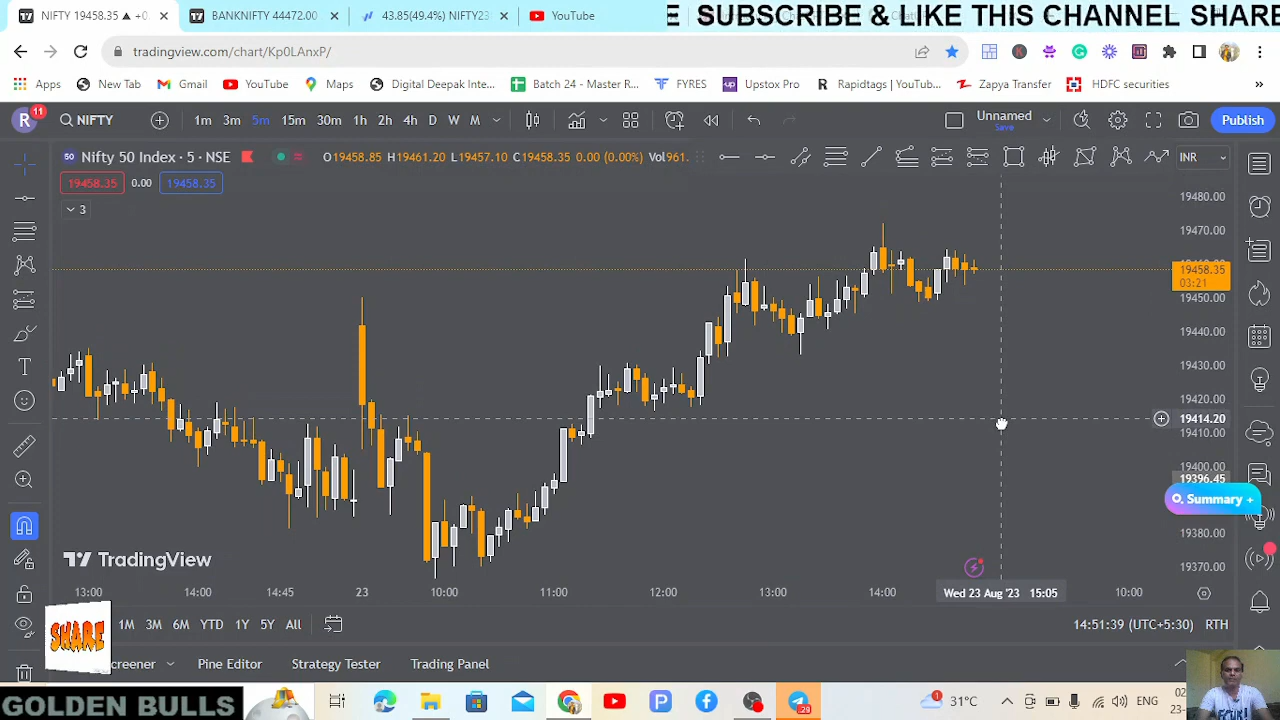 NIFTY 19458.35 ▲ +0
BANKNIFTY 44472.00
43.85(49.4%) NIFTY23
YouTube
E SUBSCRIBE & LIKE THIS CHANNEL SHARE
tradingview.com/chart/Kp0LAnxP/
Apps
New Tab
Gmail
YouTube
Maps
Digital Deepak Inte...
Batch 24 - Master R...
FYRES
Upstox Pro
Rapidtags | YouTub...
Zapya Transfer
HDFC securities
»
R
11
NIFTY
1m 3m 5m 15m 30m 1h 2h 4h D W M
Unnamed
Save
Publish
50 Nifty 50 Index · 5 · NSE
O19458.85 H19461.20 L19457.10 C19458.35 0.00 (0.00%) Vol961.
INR
19458.35 0.00 19458.35
3
19480.00
19470.00
19458.35
03:21
19450.00
19440.00
19430.00
19420.00
19414.20
19410.00
19400.00
19396.45
Summary +
19380.00
19370.00
TradingView
13:00 14:00 14:45 23 10:00 11:00 12:00 13:00 14:00 Wed 23 Aug '23 15:05 10:00
SHARE
1M 3M 6M YTD 1Y 5Y All
14:51:39 (UTC+5:30) RTH
creener
Pine Editor
Strategy Tester
Trading Panel
GOLDEN BULLS
29
1
31°C
ENG